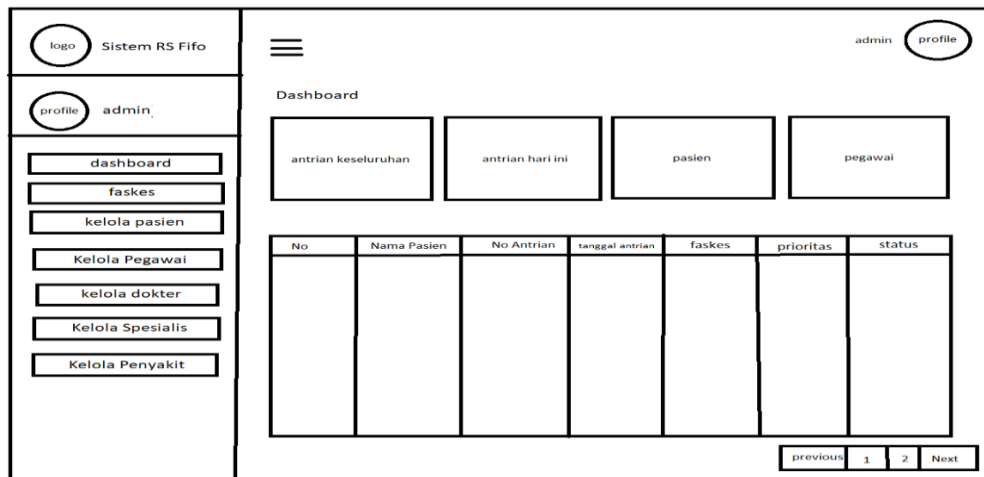 logo Sistem RS Fifo
admin profile
profile admin
Dashboard
antrian keseluruhan antrian hari ini pasien pegawai
dashboard
faskes
kelola pasien
Kelola Pegawai
kelola dokter
Kelola Spesialis
Kelola Penyakit
No Nama Pasien No Antrian tanggal antrian faskes prioritas status
previous 1 2 Next